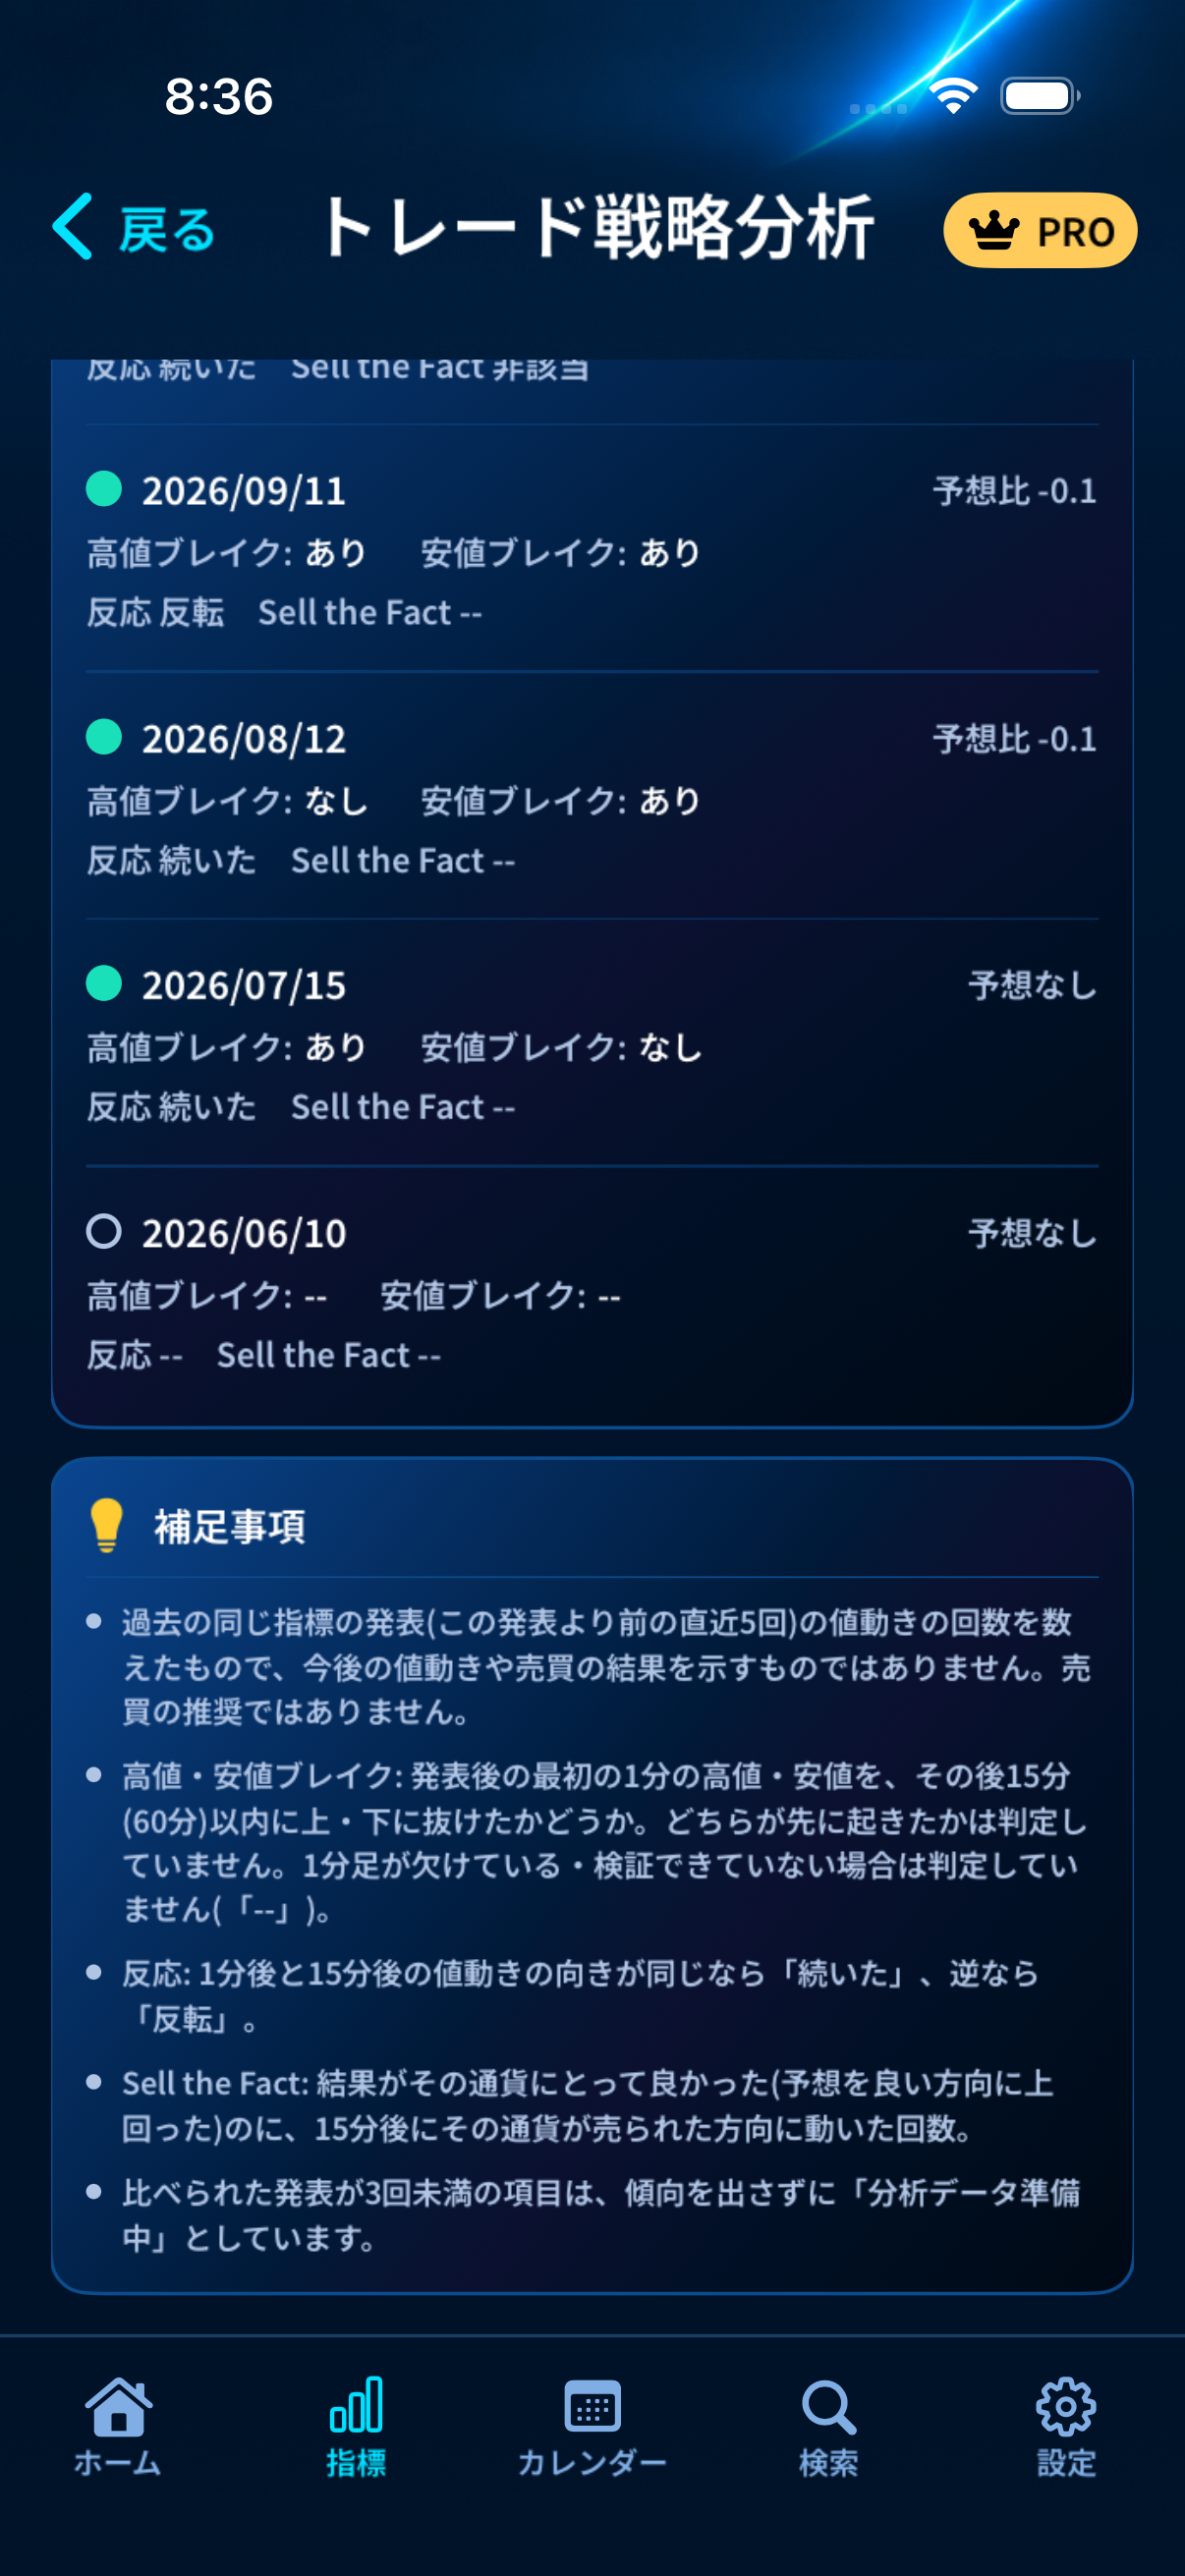 8:36
戻る
トレード戦略分析
PRO
反応 続いた Sell the Fact 非該当
2026/09/11 予想比 -0.1
高値ブレイク: あり 安値ブレイク: あり
反応 反転 Sell the Fact --
2026/08/12 予想比 -0.1
高値ブレイク: なし 安値ブレイク: あり
反応 続いた Sell the Fact --
2026/07/15 予想なし
高値ブレイク: あり 安値ブレイク: なし
反応 続いた Sell the Fact --
2026/06/10 予想なし
高値ブレイク: -- 安値ブレイク: --
反応 -- Sell the Fact --
補足事項
過去の同じ指標の発表(この発表より前の直近5回)の値動きの回数を数
えたもので、今後の値動きや売買の結果を示すものではありません。売
買の推奨ではありません。
高値・安値ブレイク: 発表後の最初の1分の高値・安値を、その後15分
(60分)以内に上・下に抜けたかどうか。どちらが先に起きたかは判定し
ていません。1分足が欠けている・検証できていない場合は判定してい
ません(「--」)。
反応: 1分後と15分後の値動きの向きが同じなら「続いた」、逆なら
「反転」。
Sell the Fact: 結果がその通貨にとって良かった(予想を良い方向に上
回った)のに、15分後にその通貨が売られた方向に動いた回数。
比べられた発表が3回未満の項目は、傾向を出さずに「分析データ準備
中」としています。
ホーム
指標
カレンダー
検索
設定